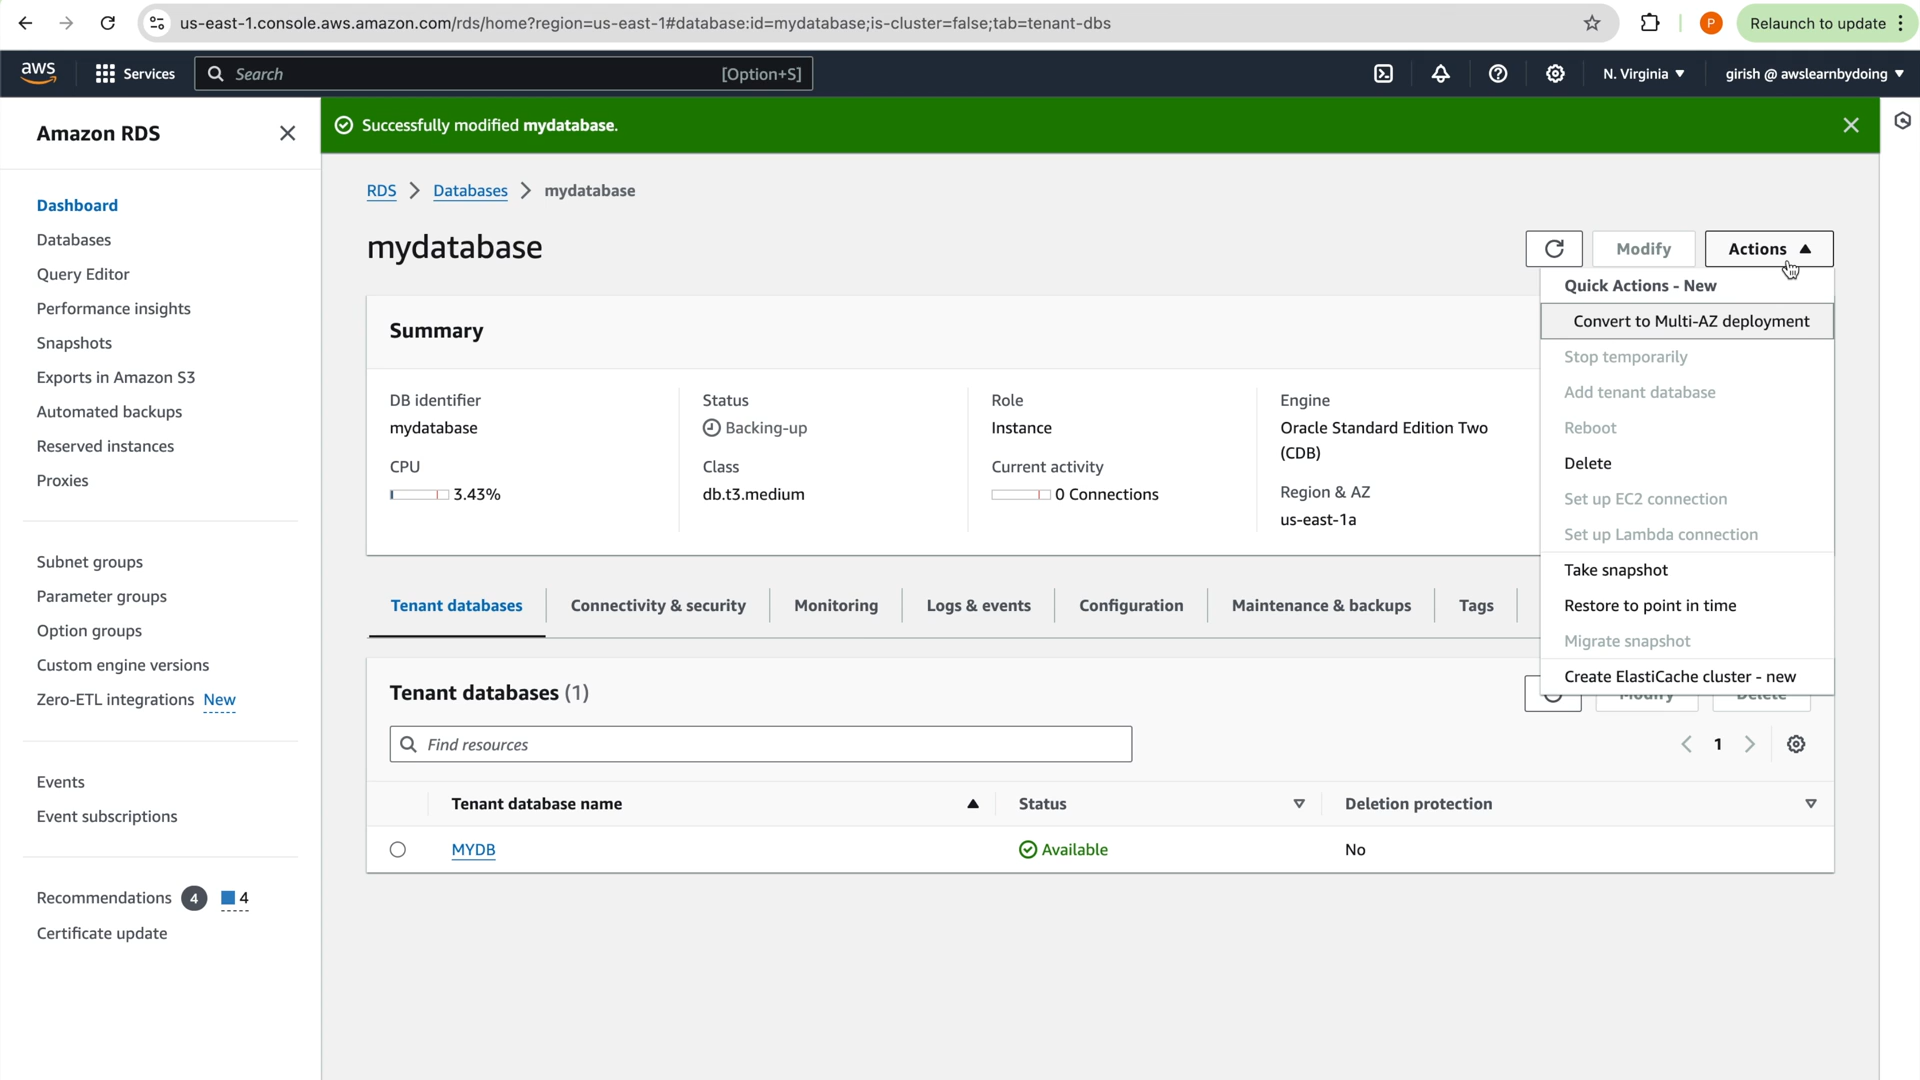 us-east-1.console.aws.amazon.com/rds/home?region=us-east-1#database:id=mydatabase;is-cluster=false;tab=tenant-dbs
P
Relaunch to update
aws
Services
Search
[Option+S]
N. Virginia
girish @ awslearnbydoing
Amazon RDS
Successfully modified mydatabase.
Dashboard
Databases
Query Editor
Performance insights
Snapshots
Exports in Amazon S3
Automated backups
Reserved instances
Proxies
Subnet groups
Parameter groups
Option groups
Custom engine versions
Zero-ETL integrations New
Events
Event subscriptions
Recommendations 4 4
Certificate update
RDS > Databases > mydatabase
mydatabase
Modify
Actions
Quick Actions - New
Convert to Multi-AZ deployment
Stop temporarily
Add tenant database
Reboot
Delete
Set up EC2 connection
Set up Lambda connection
Take snapshot
Restore to point in time
Migrate snapshot
Create ElastiCache cluster - new
Summary
DB identifier
mydatabase
CPU
3.43%
Status
Backing-up
Class
db.t3.medium
Role
Instance
Current activity
0 Connections
Engine
Oracle Standard Edition Two
(CDB)
Region & AZ
us-east-1a
Tenant databases
Connectivity & security
Monitoring
Logs & events
Configuration
Maintenance & backups
Tags
Tenant databases (1)
Modify
Delete
Find resources
1
Tenant database name
Status
Deletion protection
MYDB
Available
No